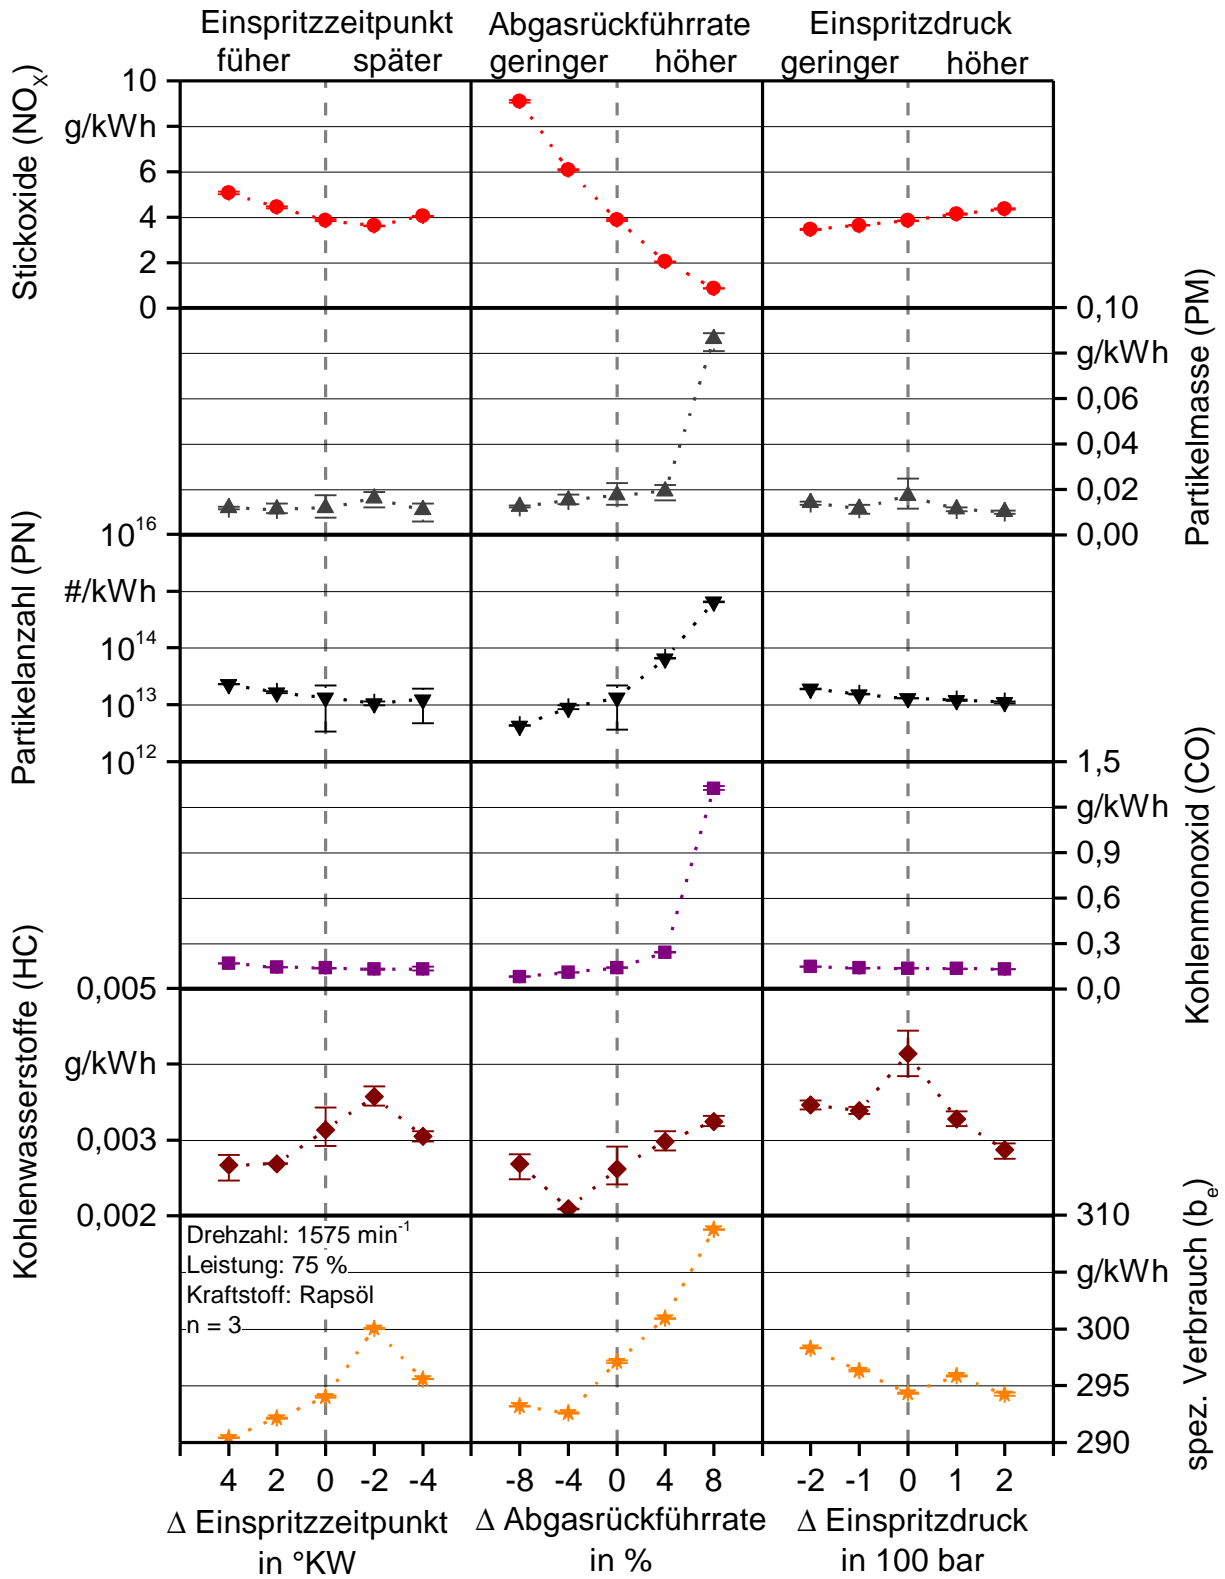 Einspritzzeitpunkt
füher später
Abgasrückführrate
geringer höher
Einspritzdruck
geringer höher
Stickoxide (NOX)
10
g/kWh
6
4
2
0
Partikelmasse (PM)
0,10
g/kWh
0,06
0,04
0,02
0,00
Partikelanzahl (PN)
10^16
#/kWh
10^14
10^13
10^12
Kohlenmonoxid (CO)
1,5
g/kWh
0,9
0,6
0,3
0,0
Kohlenwasserstoffe (HC)
0,005
g/kWh
0,003
0,002
spez. Verbrauch (be)
310
g/kWh
300
295
290
Drehzahl: 1575 min^-1
Leistung: 75 %
Kraftstoff: Rapsöl
n = 3
4 2 0 -2 -4
Δ Einspritzzeitpunkt
in °KW
-8 -4 0 4 8
Δ Abgasrückführrate
in %
-2 -1 0 1 2
Δ Einspritzdruck
in 100 bar